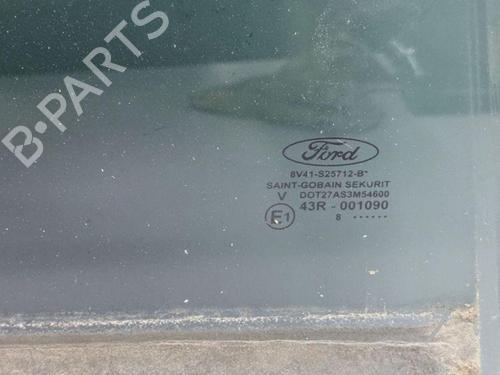 B-PARTS
Ford
8V41-S25712-B*
SAINT-GOBAIN SEKURIT
V DOT27AS3M54600
E1 43R - 001090
8 ......